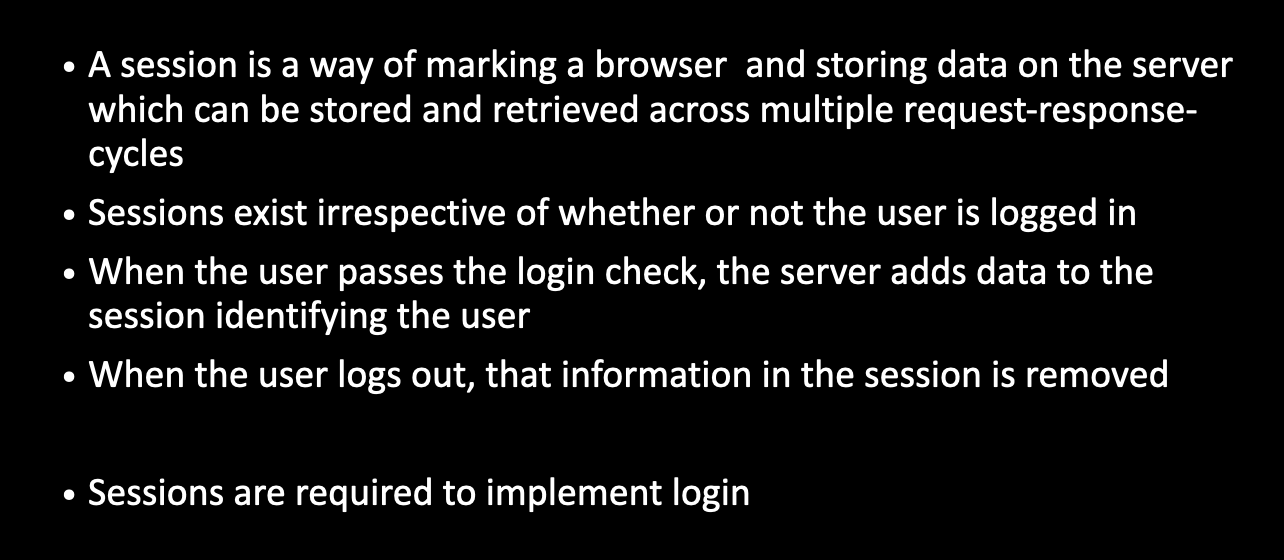 • A session is a way of marking a browser  and storing data on the server
which can be stored and retrieved across multiple request-response-
cycles
• Sessions exist irrespective of whether or not the user is logged in
• When the user passes the login check, the server adds data to the
session identifying the user
• When the user logs out, that information in the session is removed
• Sessions are required to implement login